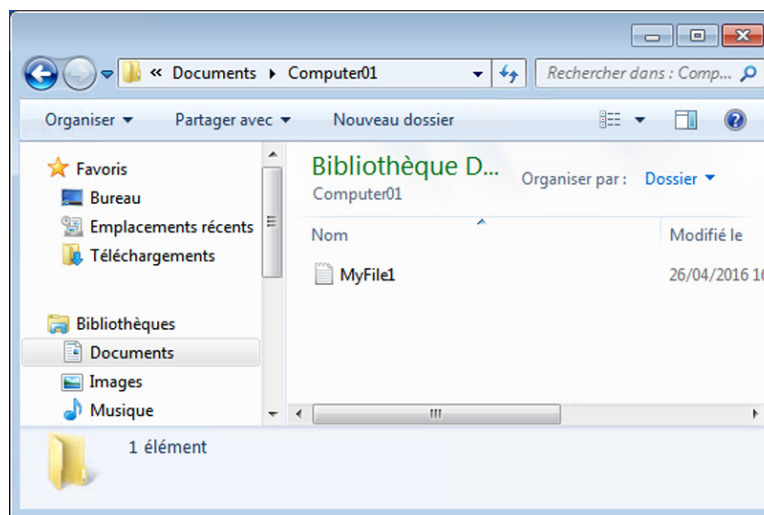 « Documents ▸ Computer01
Rechercher dans : Comp...
Organiser Partager avec Nouveau dossier
Favoris
Bureau
Emplacements récents
Téléchargements
Bibliothèques
Documents
Images
Musique
Bibliothèque D...
Computer01
Organiser par : Dossier
Nom Modifié le
MyFile1 26/04/2016 16
1 élément